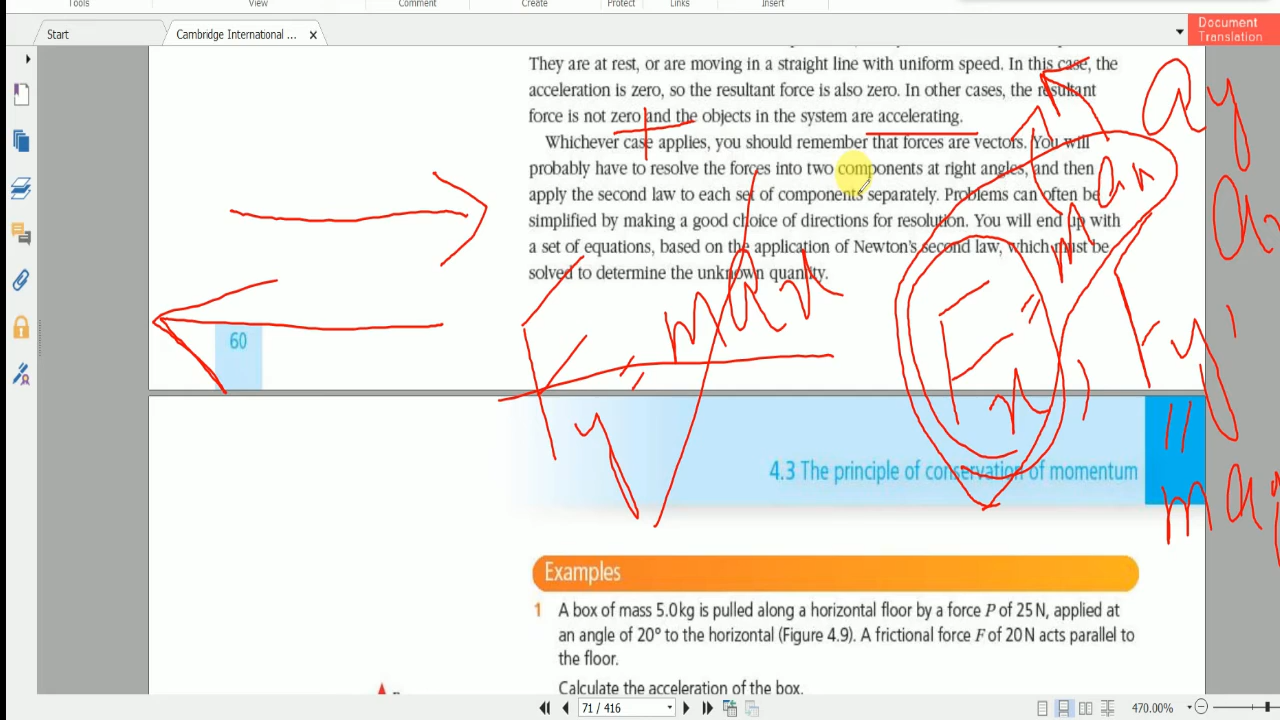 Tools View Comment Create Protect Links Insert
Start Cambridge International ... x
Document
Translation
They are at rest, or are moving in a straight line with uniform speed. In this case, the
acceleration is zero, so the resultant force is also zero. In other cases, the resultant
force is not zero and the objects in the system are accelerating.
Whichever case applies, you should remember that forces are vectors. You will
probably have to resolve the forces into two components at right angles, and then
apply the second law to each set of components separately. Problems can often be
simplified by making a good choice of directions for resolution. You will end up with
a set of equations, based on the application of Newton's second law, which must be
solved to determine the unknown quantity.
60
4.3 The principle of conservation of momentum
Examples
1 A box of mass 5.0 kg is pulled along a horizontal floor by a force P of 25 N, applied at
an angle of 20° to the horizontal (Figure 4.9). A frictional force F of 20 N acts parallel to
the floor.
Calculate the acceleration of the box.
71 / 416
470.00%